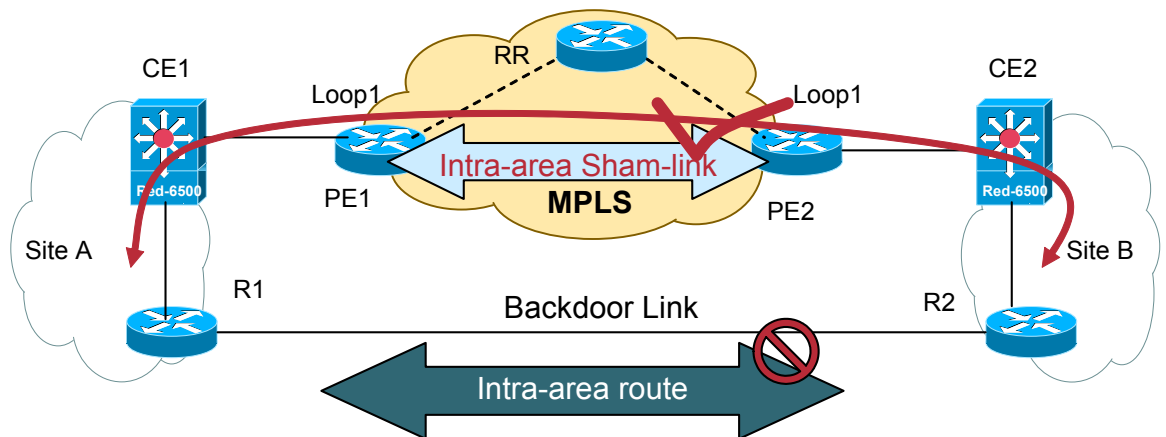 RR
CE1
CE2
Loop1
Loop1
Red-6500
Intra-area Sham-link
Red-6500
PE1
MPLS
PE2
Site A
Site B
R1
Backdoor Link
R2
Intra-area route